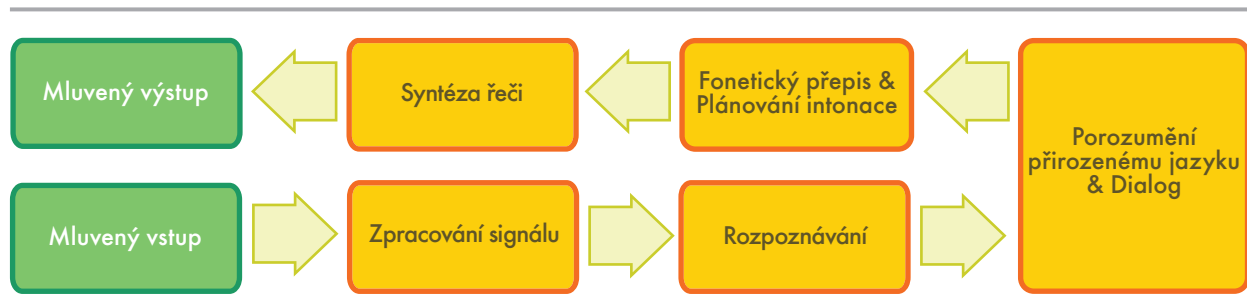 Mluvený výstup
Syntéza řeči
Fonetický přepis &
Plánování intonace
Porozumění
přirozenému jazyku
& Dialog
Mluvený vstup
Zpracování signálu
Rozpoznávání